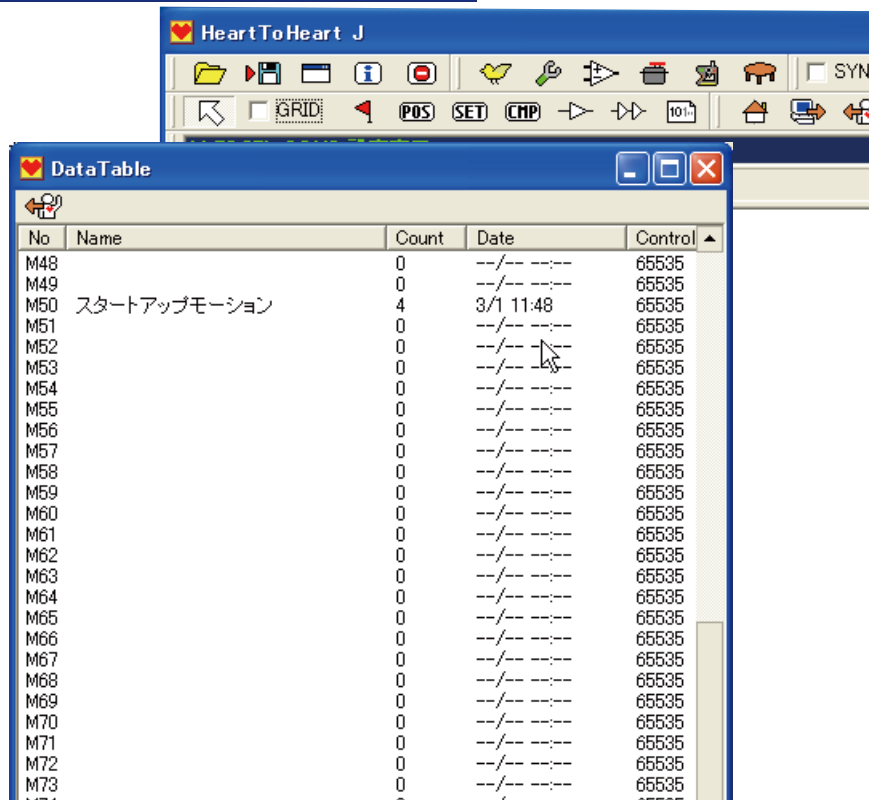 HeartToHeart J
SYN
GRID POS SET CMP 101..
DataTable
No Name Count Date Control
M48 0 --/-- --:-- 65535
M49 0 --/-- --:-- 65535
M50 スタートアップモーション 4 3/1 11:48 65535
M51 0 --/-- --:-- 65535
M52 0 --/-- --:-- 65535
M53 0 --/-- --:-- 65535
M54 0 --/-- --:-- 65535
M55 0 --/-- --:-- 65535
M56 0 --/-- --:-- 65535
M57 0 --/-- --:-- 65535
M58 0 --/-- --:-- 65535
M59 0 --/-- --:-- 65535
M60 0 --/-- --:-- 65535
M61 0 --/-- --:-- 65535
M62 0 --/-- --:-- 65535
M63 0 --/-- --:-- 65535
M64 0 --/-- --:-- 65535
M65 0 --/-- --:-- 65535
M66 0 --/-- --:-- 65535
M67 0 --/-- --:-- 65535
M68 0 --/-- --:-- 65535
M69 0 --/-- --:-- 65535
M70 0 --/-- --:-- 65535
M71 0 --/-- --:-- 65535
M72 0 --/-- --:-- 65535
M73 0 --/-- --:-- 65535